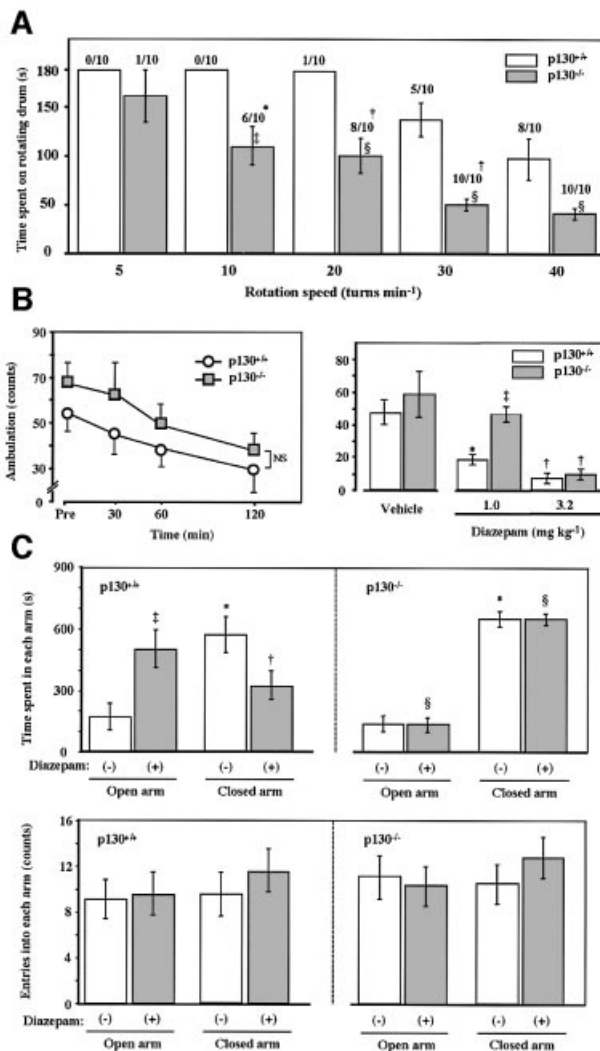 A
p130+/+
p130-/-
0/10 1/10 0/10 6/10 * ‡ 1/10 8/10 † § 5/10 10/10 † § 8/10 10/10 §
Time spent on rotating drum (s)
180
150
100
50
0
5 10 20 30 40
Rotation speed (turns min-1)
B
Ambulation (counts)
90
70
50
30
0
p130+/+
p130-/-
NS
Pre 30 60 120
Time (min)
p130+/+
p130-/-
60
40
20
0
* ‡ † †
Vehicle 1.0 3.2
Diazepam (mg kg-1)
C
Time spent in each arm (s)
900
600
300
0
p130+/+ p130-/-
‡ * † § * §
Diazepam: (-) (+) (-) (+) (-) (+) (-) (+)
Open arm Closed arm Open arm Closed arm
Entries into each arm (counts)
16
12
8
4
0
p130+/+ p130-/-
Diazepam: (-) (+) (-) (+) (-) (+) (-) (+)
Open arm Closed arm Open arm Closed arm